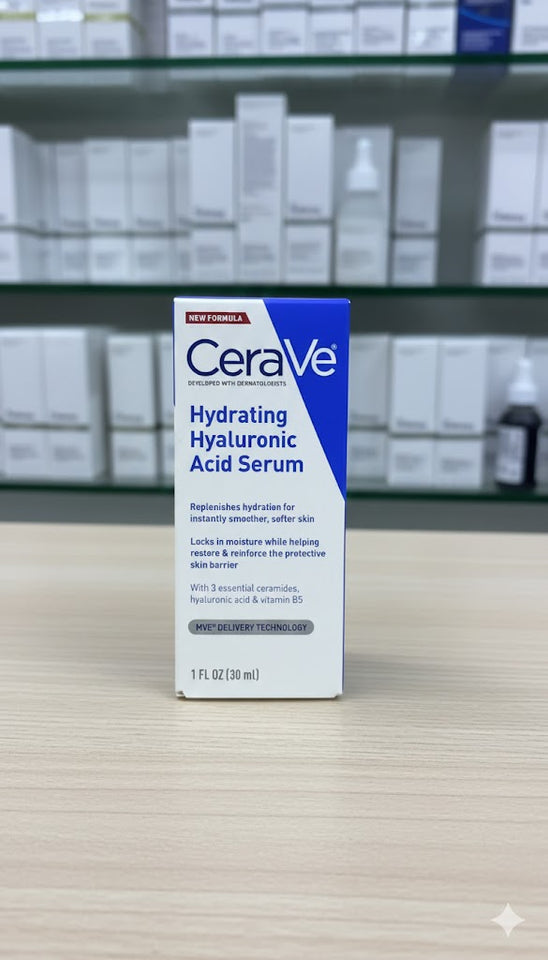 NEW FORMULA
CeraVe®
DEVELOPED WTH DERMATOLOEISTS
Hydrating
Hyaluronic
Acid Serum
Replenishes hydration for
instantly smoother, softer skin
Locks in moisture while helping
restore & reinforce the protective
skin barrier
With 3 essential ceramides,
hyaluronic acid & vitamin B5
MVE® DELIVERY TECHNOLOGY
1 FL OZ (30 ml)